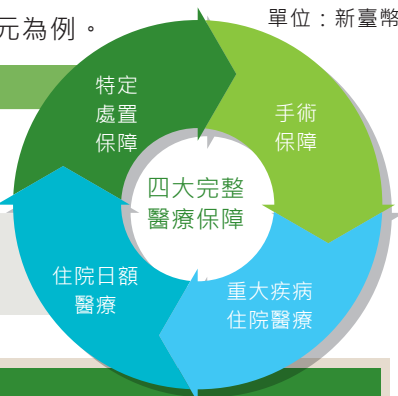 元為例。
單位：新臺幣
特定
處置
保障
手術
保障
四大完整
醫療保障
住院日額
醫療
重大疾病
住院醫療